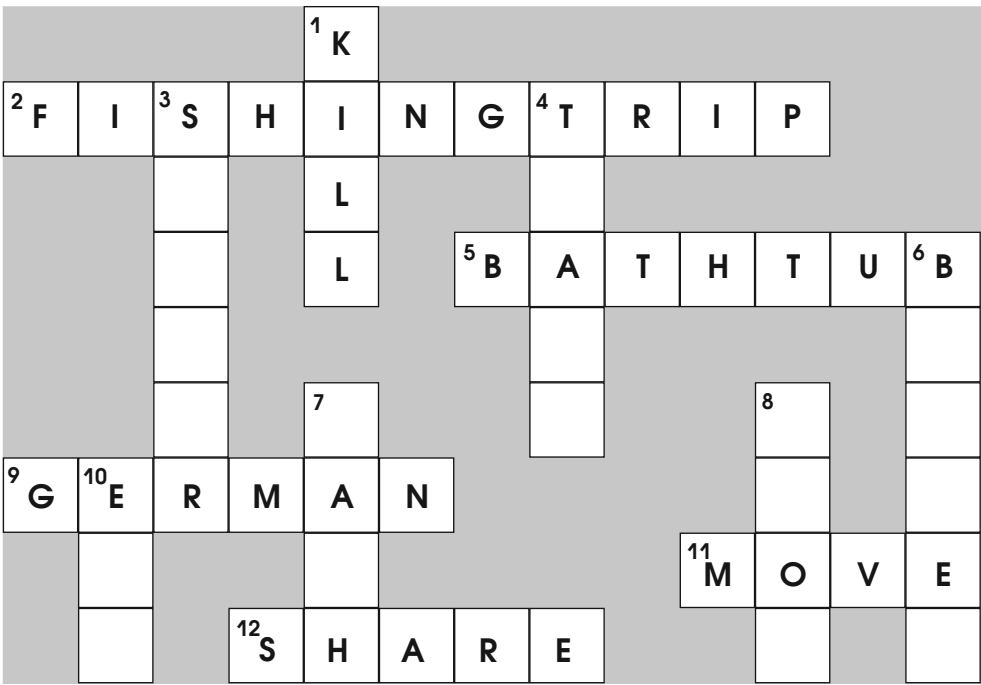 1 K
2 F I 3 S H I N G 4 T R I P
L
L 5 B A T H T U 6 B
7 8
9 G 10 E R M A N
11 M O V E
12 S H A R E